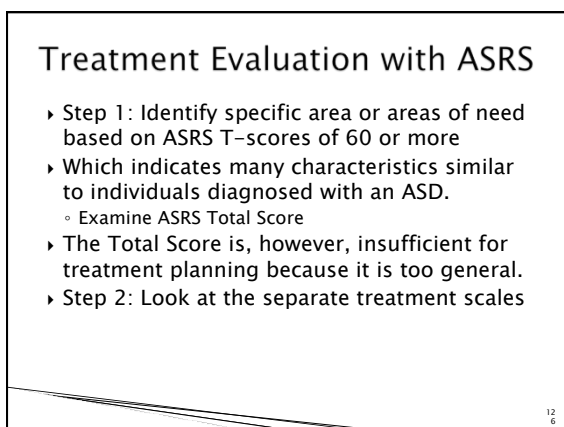 Treatment Evaluation with ASRS
▸ Step 1: Identify specific area or areas of need
based on ASRS T-scores of 60 or more
▸ Which indicates many characteristics similar
to individuals diagnosed with an ASD.
◦ Examine ASRS Total Score
▸ The Total Score is, however, insufficient for
treatment planning because it is too general.
▸ Step 2: Look at the separate treatment scales
12
6